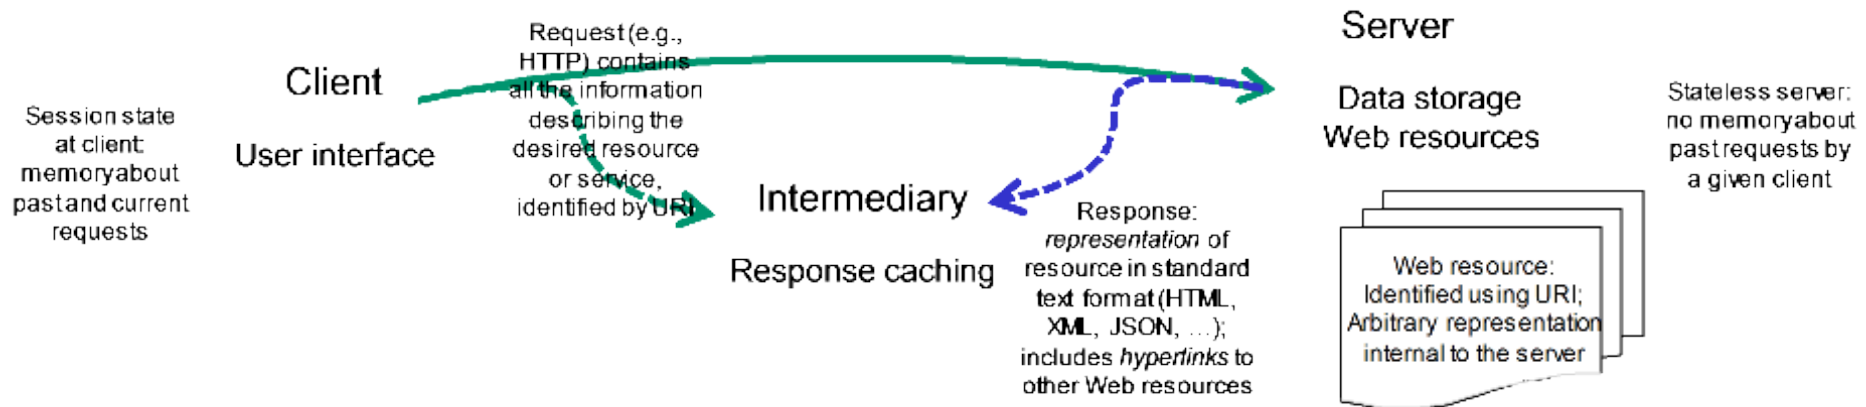 Session state
at client:
memory about
past and current
requests
Client
User interface
Request (e.g.,
HTTP) contains
all the information
describing the
desired resource
or service,
identified by URI
Intermediary
Response caching
Response:
representation of
resource in standard
text format (HTML,
XML, JSON, ...);
includes hyperlinks to
other Web resources
Server
Data storage
Web resources
Web resource:
Identified using URI;
Arbitrary representation
internal to the server
Stateless server:
no memory about
past requests by
a given client